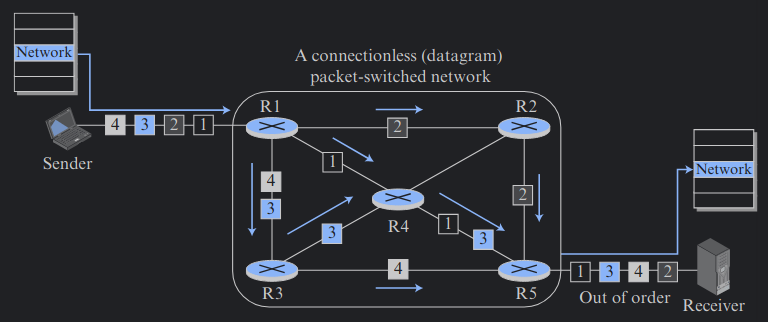 Network
A connectionless (datagram)
packet-switched network
R1
R2
2
4 3 2 1
1
Sender
4
3
2
Network
R4
3
1
3
4
R3
R5
1 3 4 2
Out of order
Receiver